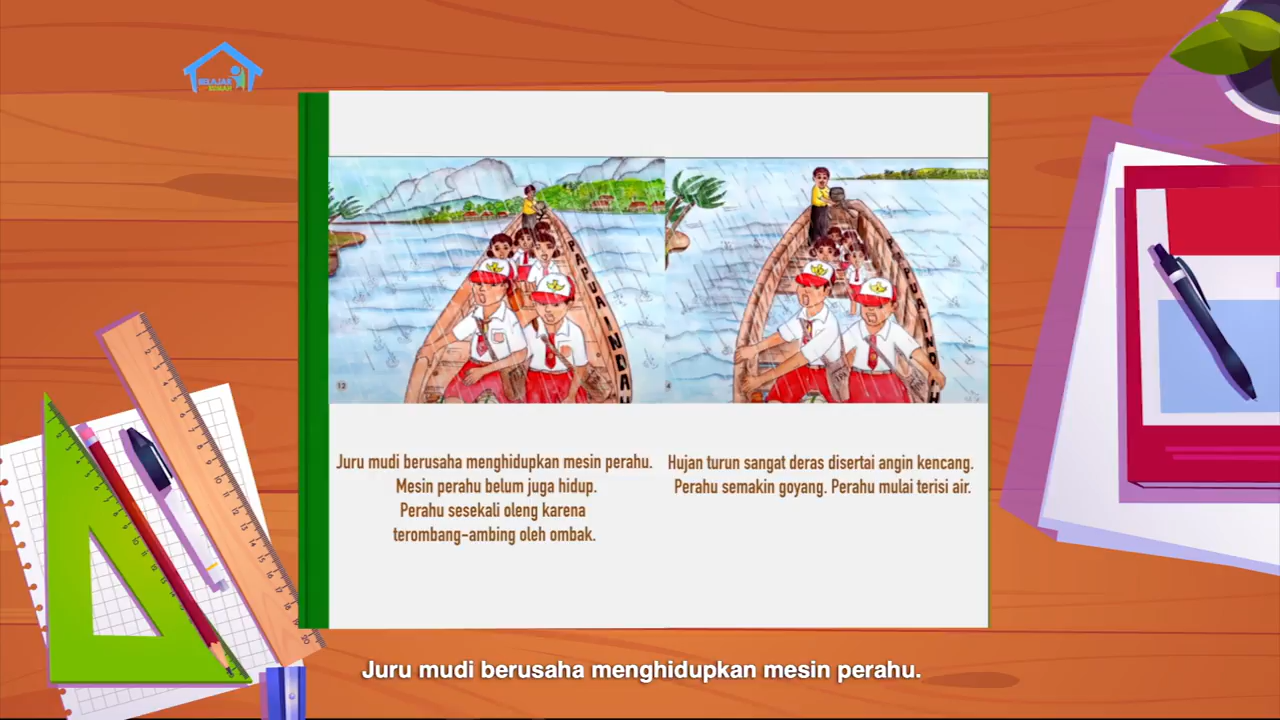 BELAJAR
RUMAH
PAPUA INDAH
PAPUA INDAH
12
Juru mudi berusaha menghidupkan mesin perahu.
Mesin perahu belum juga hidup.
Perahu sesekali oleng karena
terombang-ambing oleh ombak.
Hujan turun sangat deras disertai angin kencang.
Perahu semakin goyang. Perahu mulai terisi air.
Juru mudi berusaha menghidupkan mesin perahu.